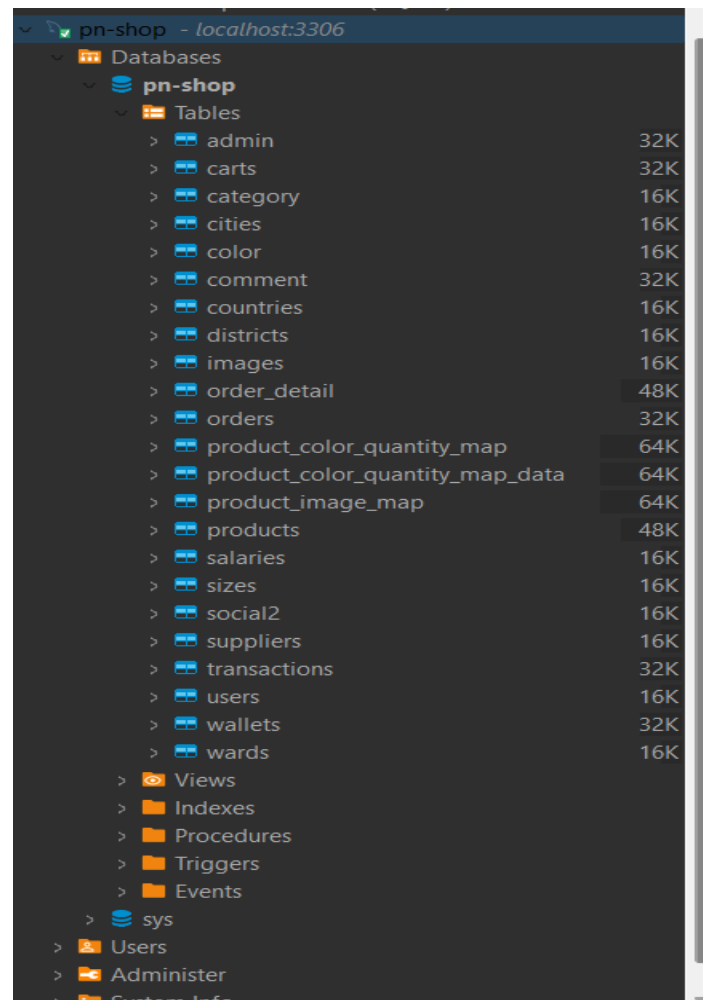 pn-shop - localhost:3306
Databases
pn-shop
Tables
admin 32K
carts 32K
category 16K
cities 16K
color 16K
comment 32K
countries 16K
districts 16K
images 16K
order_detail 48K
orders 32K
product_color_quantity_map 64K
product_color_quantity_map_data 64K
product_image_map 64K
products 48K
salaries 16K
sizes 16K
social2 16K
suppliers 16K
transactions 32K
users 16K
wallets 32K
wards 16K
Views
Indexes
Procedures
Triggers
Events
sys
Users
Administer
System Info